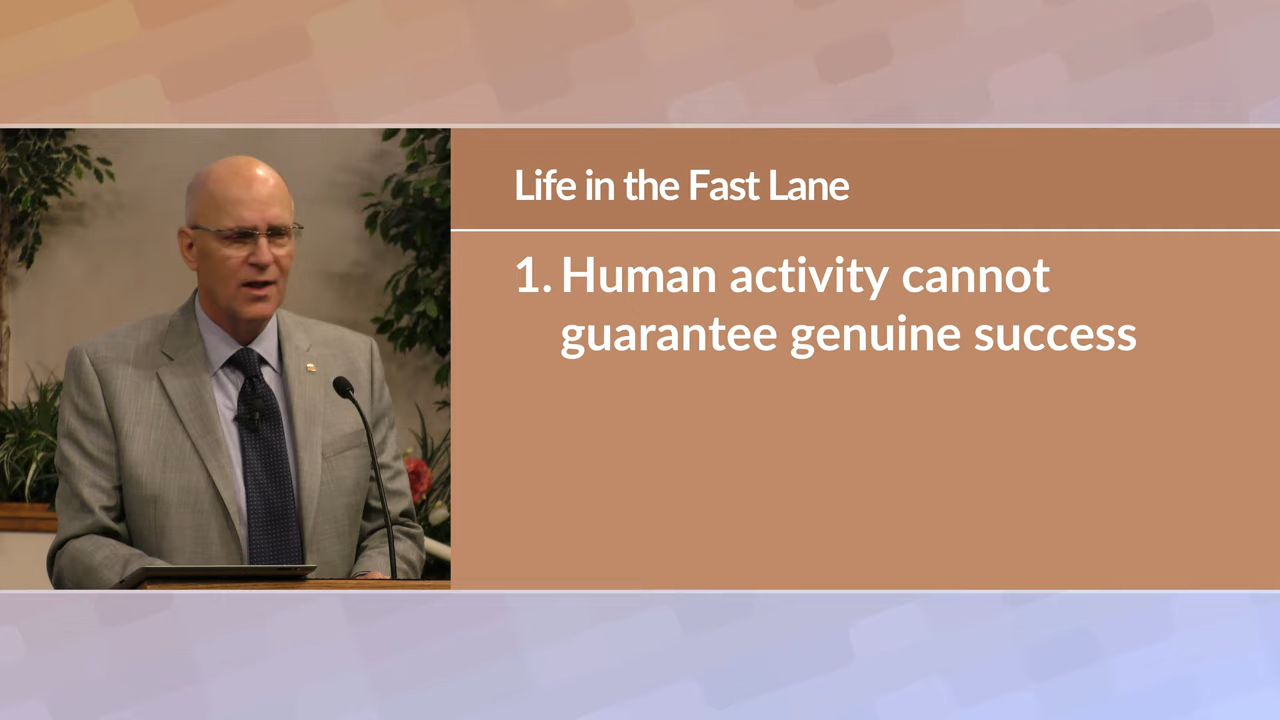 Life in the Fast Lane
1. Human activity cannot
guarantee genuine success